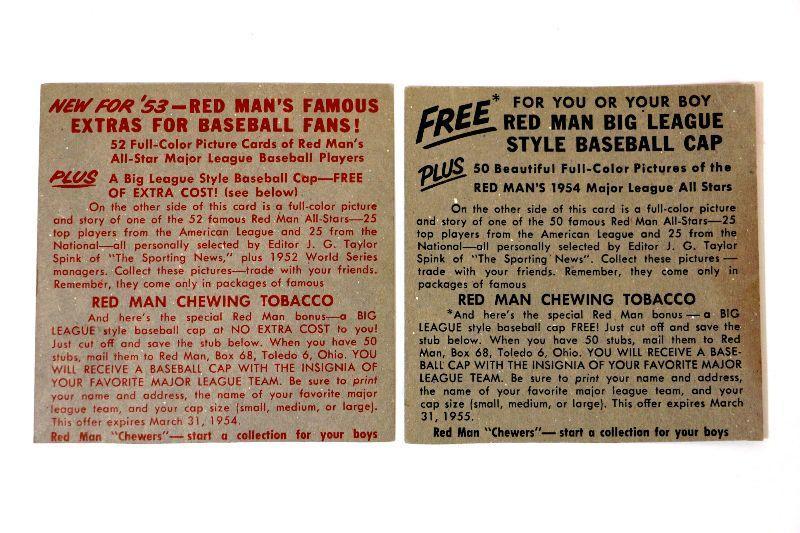 NEW FOR '53—RED MAN'S FAMOUS
EXTRAS FOR BASEBALL FANS!
52 Full-Color Picture Cards of Red Man's
All-Star Major League Baseball Players
PLUS A Big League Style Baseball Cap—FREE
OF EXTRA COST! (see below)
On the other side of this card is a full-color picture
and story of one of the 52 famous Red Man All-Stars—25
top players from the American League and 25 from the
National—all personally selected by Editor J. G. Taylor
Spink of "The Sporting News," plus 1952 World Series
managers. Collect these pictures—trade with your friends.
Remember, they come only in packages of famous
RED MAN CHEWING TOBACCO
And here's the special Red Man bonus—a BIG
LEAGUE style baseball cap at NO EXTRA COST to you!
Just cut off and save the stub below. When you have 50
stubs, mail them to Red Man, Box 68, Toledo 6, Ohio. YOU
WILL RECEIVE A BASEBALL CAP WITH THE INSIGNIA OF
YOUR FAVORITE MAJOR LEAGUE TEAM. Be sure to print
your name and address, the name of your favorite major
league team, and your cap size (small, medium, or large).
This offer expires March 31, 1954.
Red Man "Chewers"—start a collection for your boys
FREE* FOR YOU OR YOUR BOY
RED MAN BIG LEAGUE
STYLE BASEBALL CAP
PLUS 50 Beautiful Full-Color Pictures of the
RED MAN'S 1954 Major League All Stars
On the other side of this card is a full-color picture
and story of one of the 50 famous Red Man All-Stars—25
top players from the American League and 25 from the
National—all personally selected by Editor J. G. Taylor
Spink of "The Sporting News". Collect these pictures—
trade with your friends. Remember, they come only in
packages of famous
RED MAN CHEWING TOBACCO
*And here's the special Red Man bonus—a BIG
LEAGUE style baseball cap FREE! Just cut off and save the
stub below. When you have 50 stubs, mail them to Red
Man, Box 68, Toledo 6, Ohio. YOU WILL RECEIVE A BASE-
BALL CAP WITH THE INSIGNIA OF YOUR FAVORITE MAJOR
LEAGUE TEAM. Be sure to print your name and address,
the name of your favorite major league team, and your
cap size (small, medium, or large). This offer expires March
31, 1955.
Red Man "Chewers"—start a collection for your boys